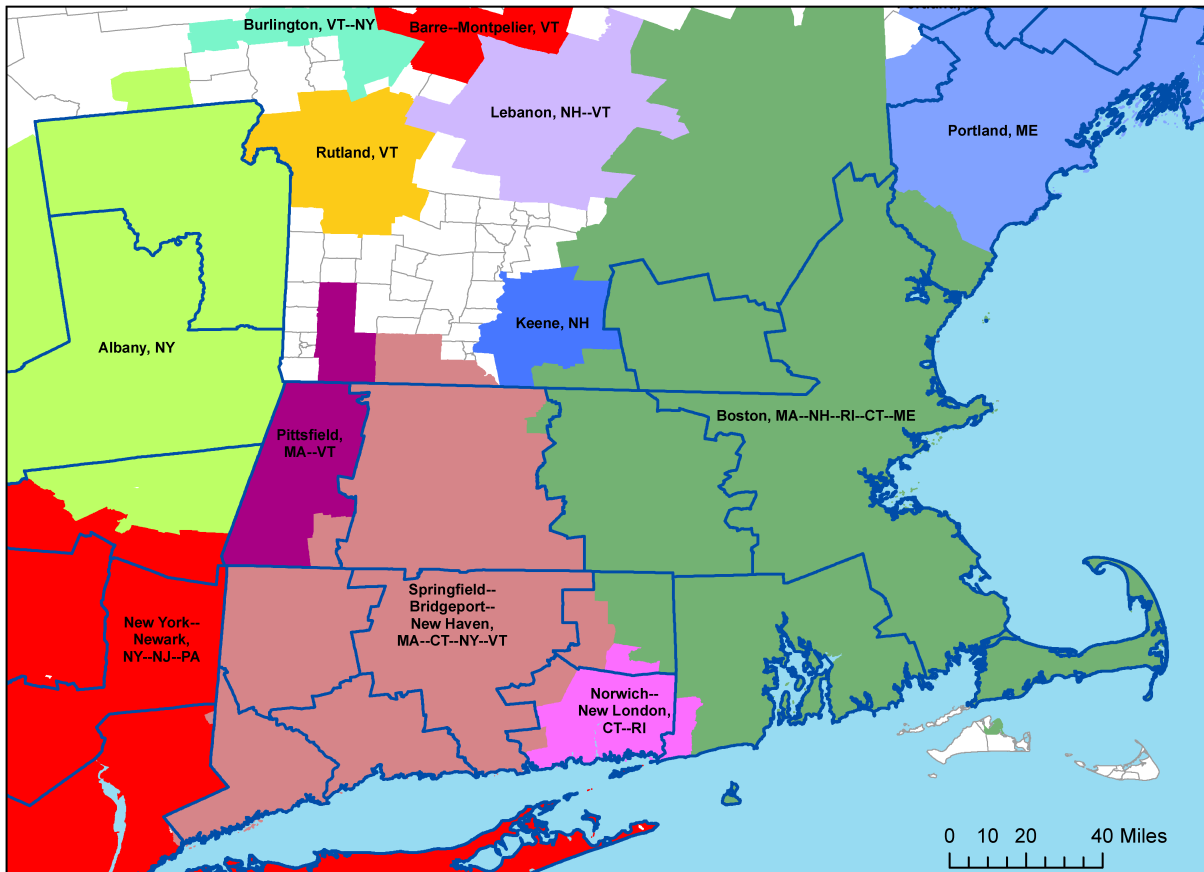 Burlington, VT--NY
Barre--Montpelier, VT
Lebanon, NH--VT
Portland, ME
Rutland, VT
Keene, NH
Albany, NY
Boston, MA--NH--RI--CT--ME
Pittsfield,
MA--VT
Springfield--
Bridgeport--
New Haven,
MA--CT--NY--VT
New York--
Newark,
NY--NJ--PA
Norwich--
New London,
CT--RI
0 10 20 40 Miles